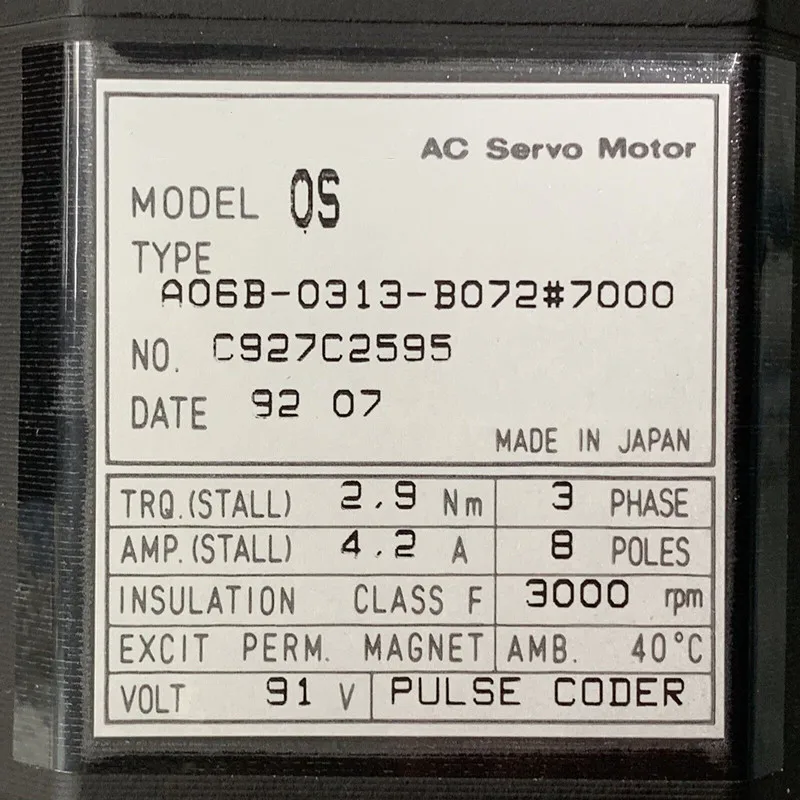 AC Servo Motor
MODEL 0S
TYPE
A06B-0313-B072#7000
NO. C927C2595
DATE 92 07
MADE IN JAPAN
TRQ.(STALL) 2.9 Nm 3 PHASE
AMP.(STALL) 4.2 A 8 POLES
INSULATION CLASS F 3000 rpm
EXCIT PERM. MAGNET AMB. 40°C
VOLT 91 V PULSE CODER